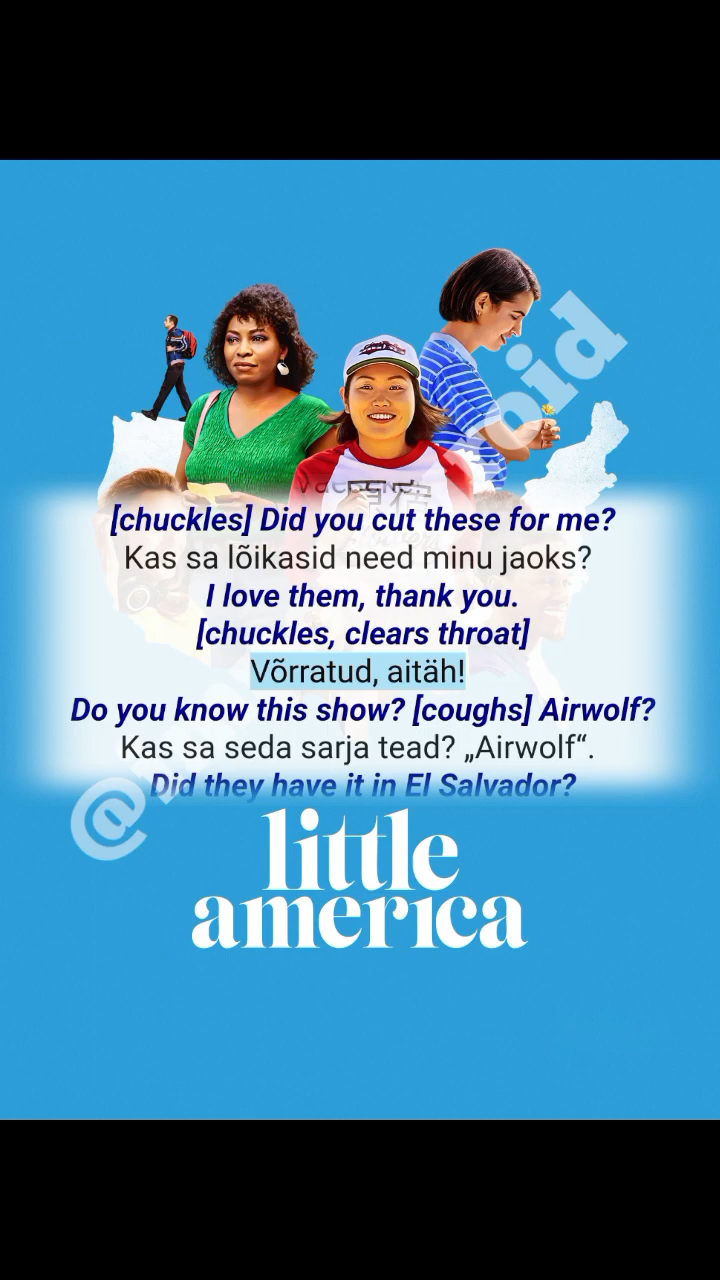 [chuckles] Did you cut these for me?
Kas sa lõikasid need minu jaoks?
I love them, thank you.
[chuckles, clears throat]
Võrratud, aitäh!
Do you know this show? [coughs] Airwolf?
Kas sa seda sarja tead? „Airwolf“.
Did they have it in El Salvador?
little
america